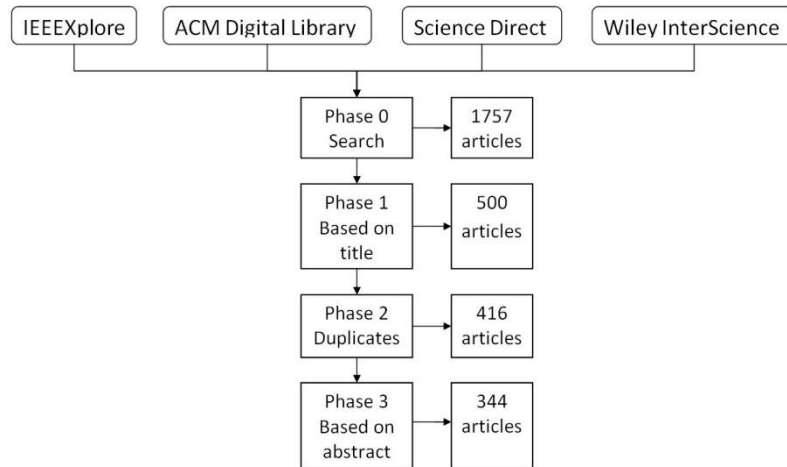 IEEEXplore
ACM Digital Library
Science Direct
Wiley InterScience
Phase 0
Search
1757
articles
Phase 1
Based on
title
500
articles
Phase 2
Duplicates
416
articles
Phase 3
Based on
abstract
344
articles